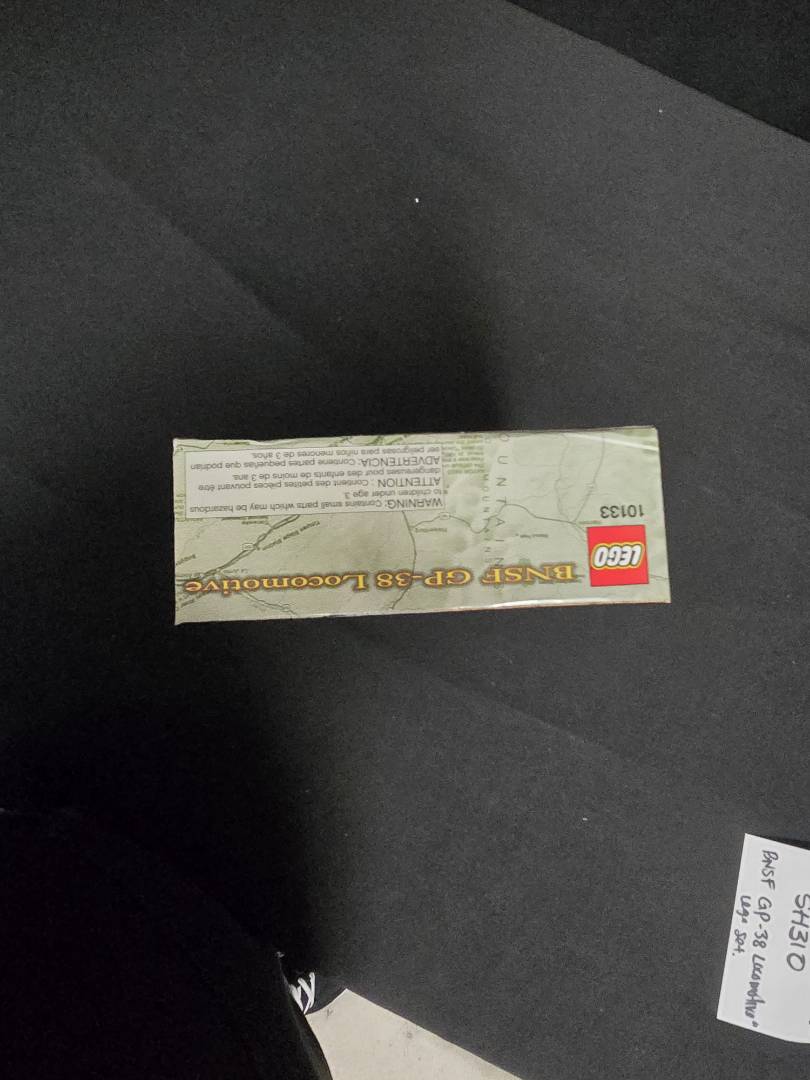 LEGO
BNSF GP-38 Locomotive
10133
WARNING: Contains small parts which may be hazardous
to children under age 3.
ATTENTION : Contient des petites pièces pouvant être
dangereuses pour des enfants de moins de 3 ans.
ADVERTENCIA: Contiene partes pequeñas que podrían
ser peligrosas para niños menores de 3 años.
OUNTAIN
SH310
BNSF GP-38 Locomotive"
Lego Set.